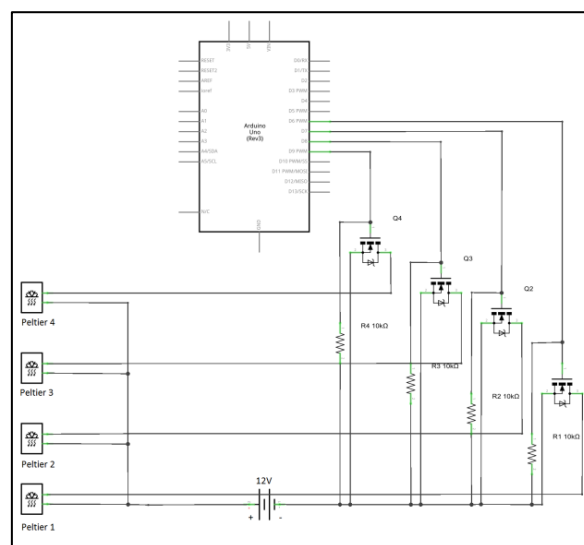 VIN
5V
RESET
RESET2
AREF
ioref
A0
A1
A2
A3
A4/SDA
A5/SCL
N/C
Arduino
Uno
(Rev3)
D0/RX
D1/TX
D2
D3 PWM
D4
D5 PWM
D6 PWM
D7
D8
D9 PWM
D10 PWM/SS
D11 PWM/MOSI
D12/MISO
D13/SCK
GND
Q4
Q3
Q2
Peltier 4
R4 10kΩ
R3 10kΩ
Peltier 3
R2 10kΩ
Peltier 2
R1 10kΩ
12V
+
-
Peltier 1